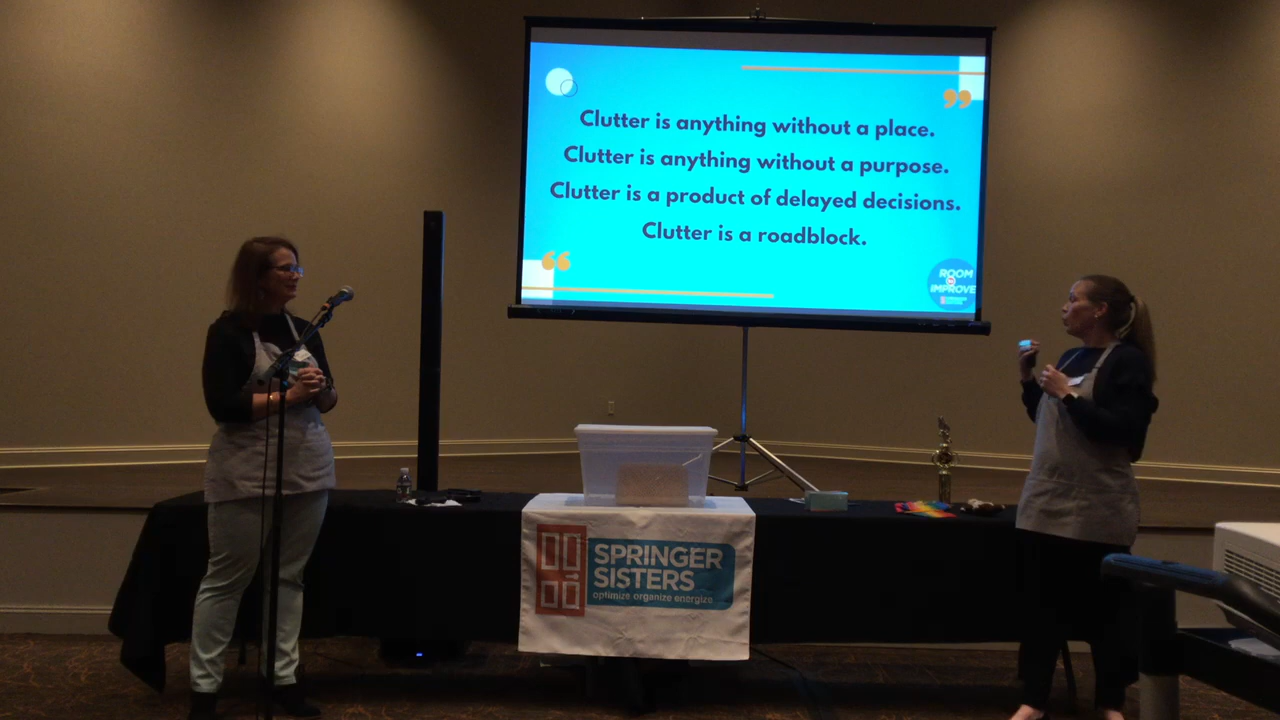 ”
Clutter is anything without a place.
Clutter is anything without a purpose.
Clutter is a product of delayed decisions.
Clutter is a roadblock.
“
ROOM
IMPROVE
SPRINGER
SISTERS
optimize organize energize